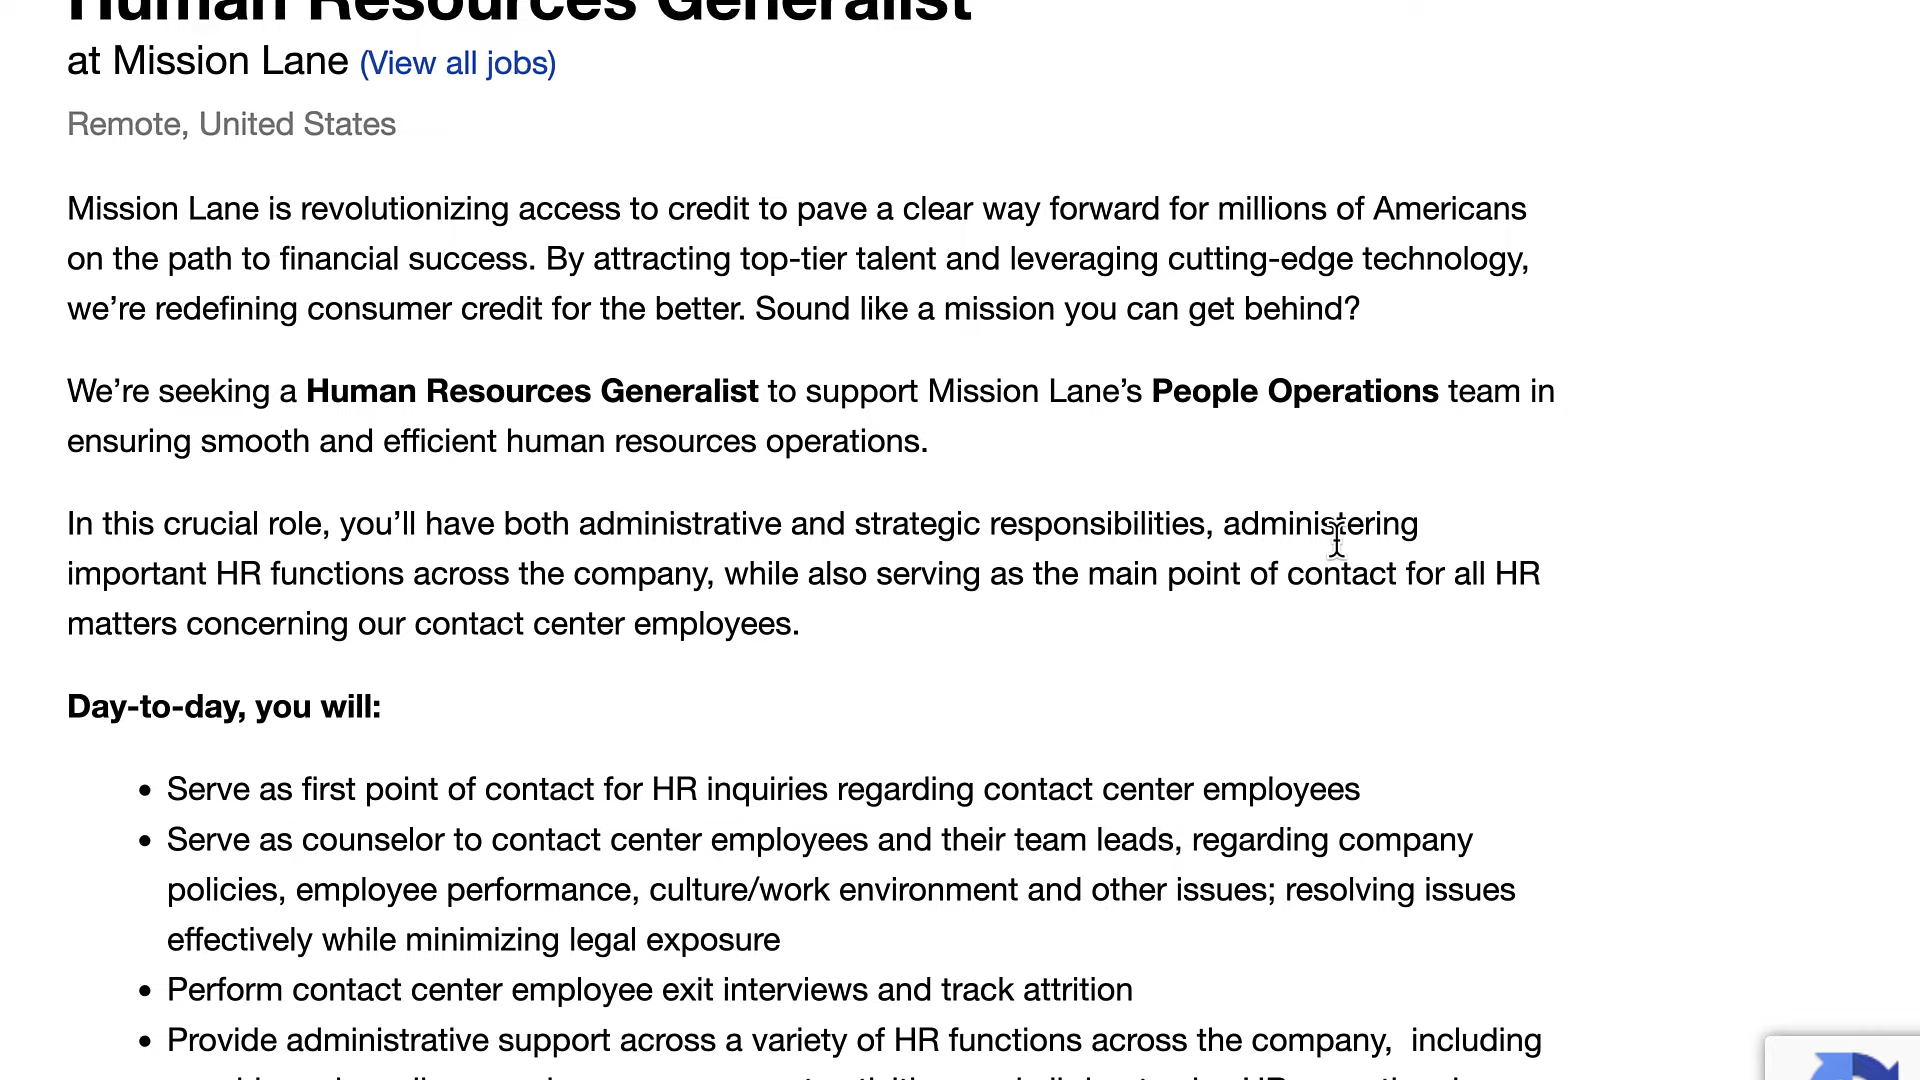 Human Resources Generalist
at Mission Lane (View all jobs)
Remote, United States
Mission Lane is revolutionizing access to credit to pave a clear way forward for millions of Americans
on the path to financial success. By attracting top-tier talent and leveraging cutting-edge technology,
we’re redefining consumer credit for the better. Sound like a mission you can get behind?
We’re seeking a Human Resources Generalist to support Mission Lane’s People Operations team in
ensuring smooth and efficient human resources operations.
In this crucial role, you’ll have both administrative and strategic responsibilities, administering
important HR functions across the company, while also serving as the main point of contact for all HR
matters concerning our contact center employees.
Day-to-day, you will:
• Serve as first point of contact for HR inquiries regarding contact center employees
• Serve as counselor to contact center employees and their team leads, regarding company
policies, employee performance, culture/work environment and other issues; resolving issues
effectively while minimizing legal exposure
• Perform contact center employee exit interviews and track attrition
• Provide administrative support across a variety of HR functions across the company,  including